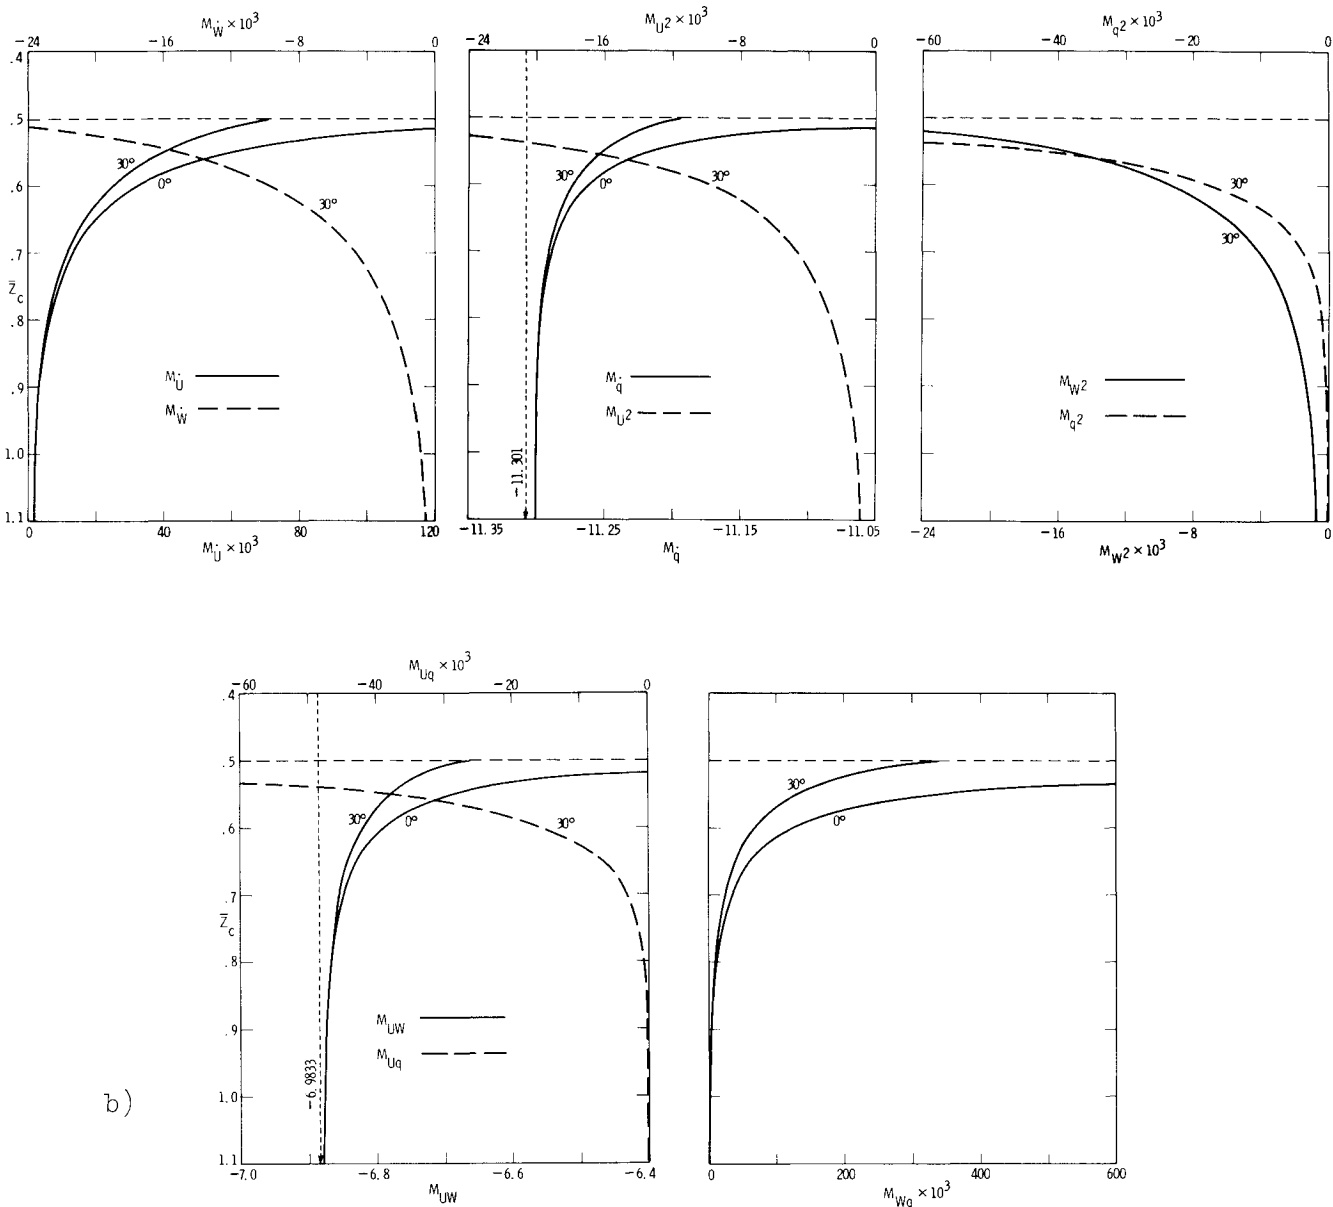 M_Ẇ × 10³
−24 −16 −8 0
.4
.5
.6
.7
Z̄_c
.8
.9
1.0
1.1
30°
0°
30°
M_U̇
M_Ẇ
0 40 80 120
M_U̇ × 10³
M_U² × 10³
−24 −16 −8 0
30°
0°
30°
M_q̇
M_U²
−11.301
−11.35 −11.25 −11.15 −11.05
M_q̇
M_q² × 10³
−60 −40 −20 0
30°
30°
M_W²
M_q²
−24 −16 −8 0
M_W² × 10³
M_Uq × 10³
−60 −40 −20 0
.4
.5
.6
.7
Z̄_c
.8
.9
1.0
1.1
30°
0°
30°
M_UW
M_Uq
−6.9833
−7.0 −6.8 −6.6 −6.4
M_UW
30°
0°
0 200 400 600
M_Wq × 10³
b)